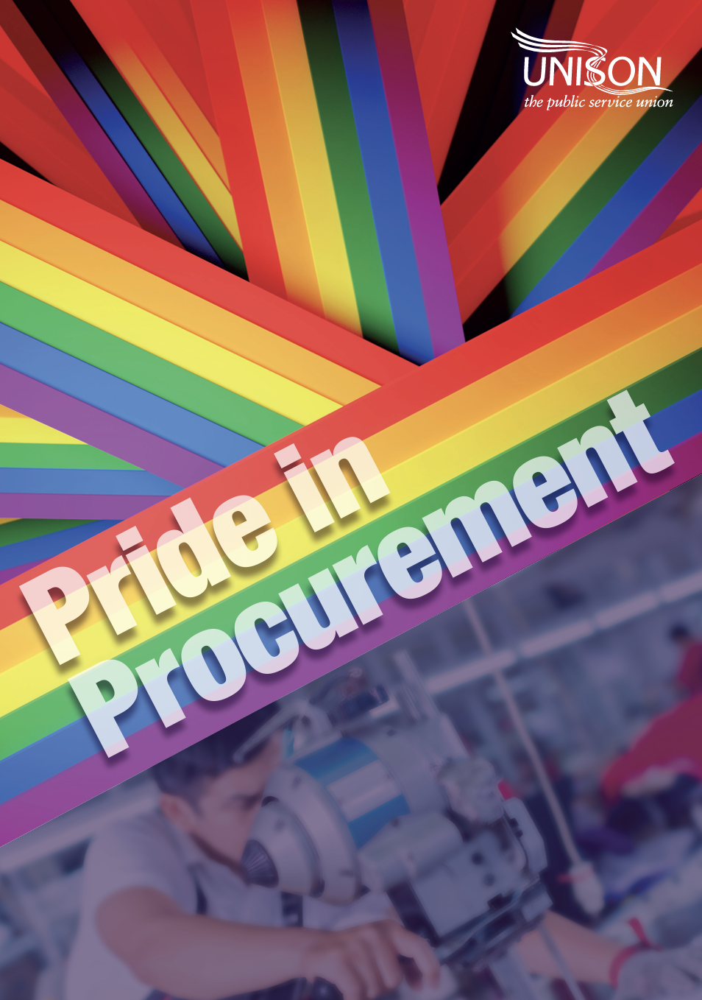 UNISON
the public service union
Pride in
Procurement